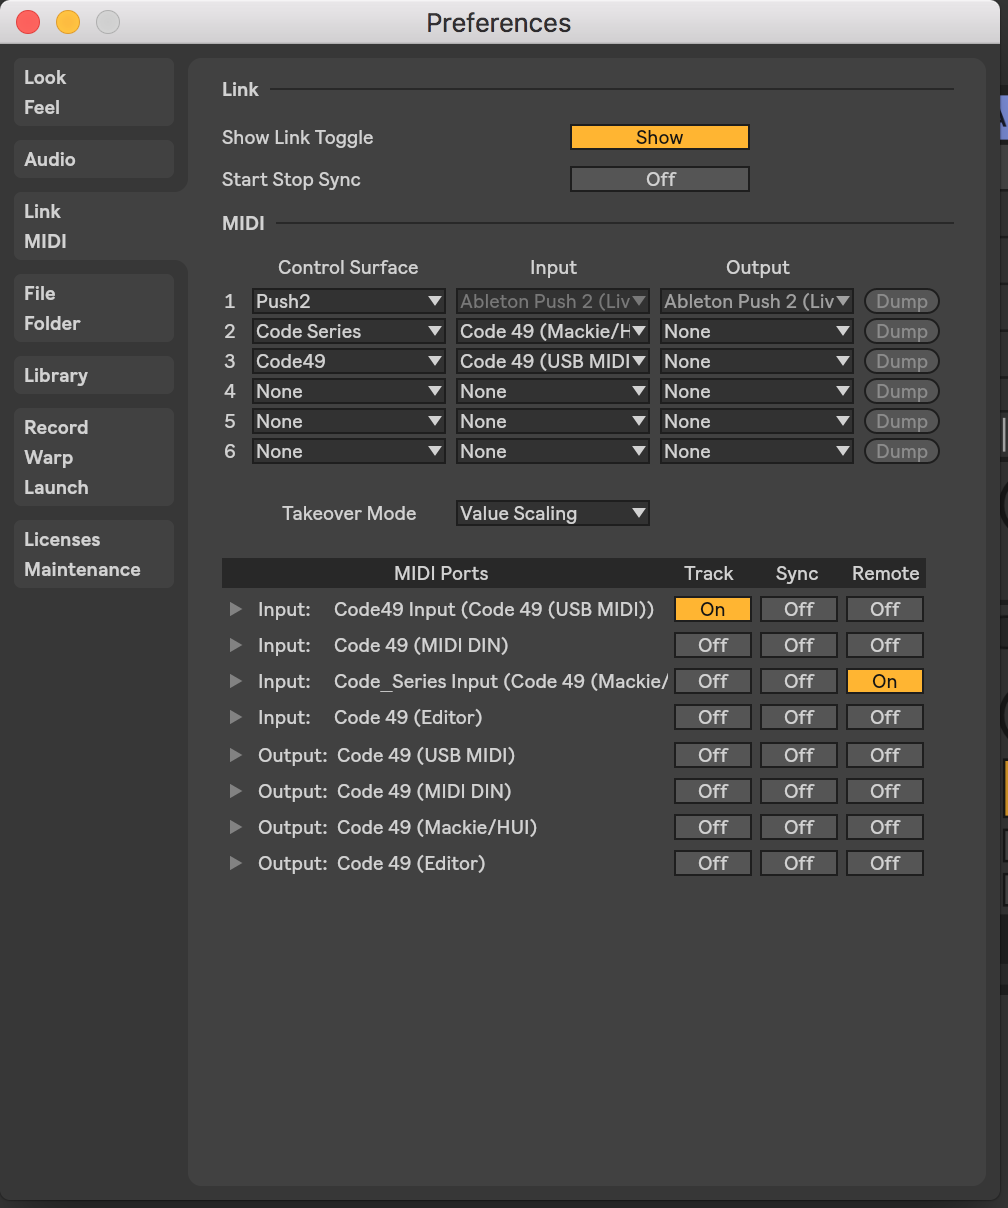 Preferences
Look
Feel
Audio
Link
MIDI
File
Folder
Library
Record
Warp
Launch
Licenses
Maintenance
Link
Show Link Toggle Show
Start Stop Sync Off
MIDI
Control Surface Input Output
1 Push2 Ableton Push 2 (Liv Ableton Push 2 (Liv Dump
2 Code Series Code 49 (Mackie/H None Dump
3 Code49 Code 49 (USB MIDI None Dump
4 None None None Dump
5 None None None Dump
6 None None None Dump
Takeover Mode Value Scaling
MIDI Ports Track Sync Remote
Input: Code49 Input (Code 49 (USB MIDI)) On Off Off
Input: Code 49 (MIDI DIN) Off Off Off
Input: Code_Series Input (Code 49 (Mackie/ Off Off On
Input: Code 49 (Editor) Off Off Off
Output: Code 49 (USB MIDI) Off Off Off
Output: Code 49 (MIDI DIN) Off Off Off
Output: Code 49 (Mackie/HUI) Off Off Off
Output: Code 49 (Editor) Off Off Off